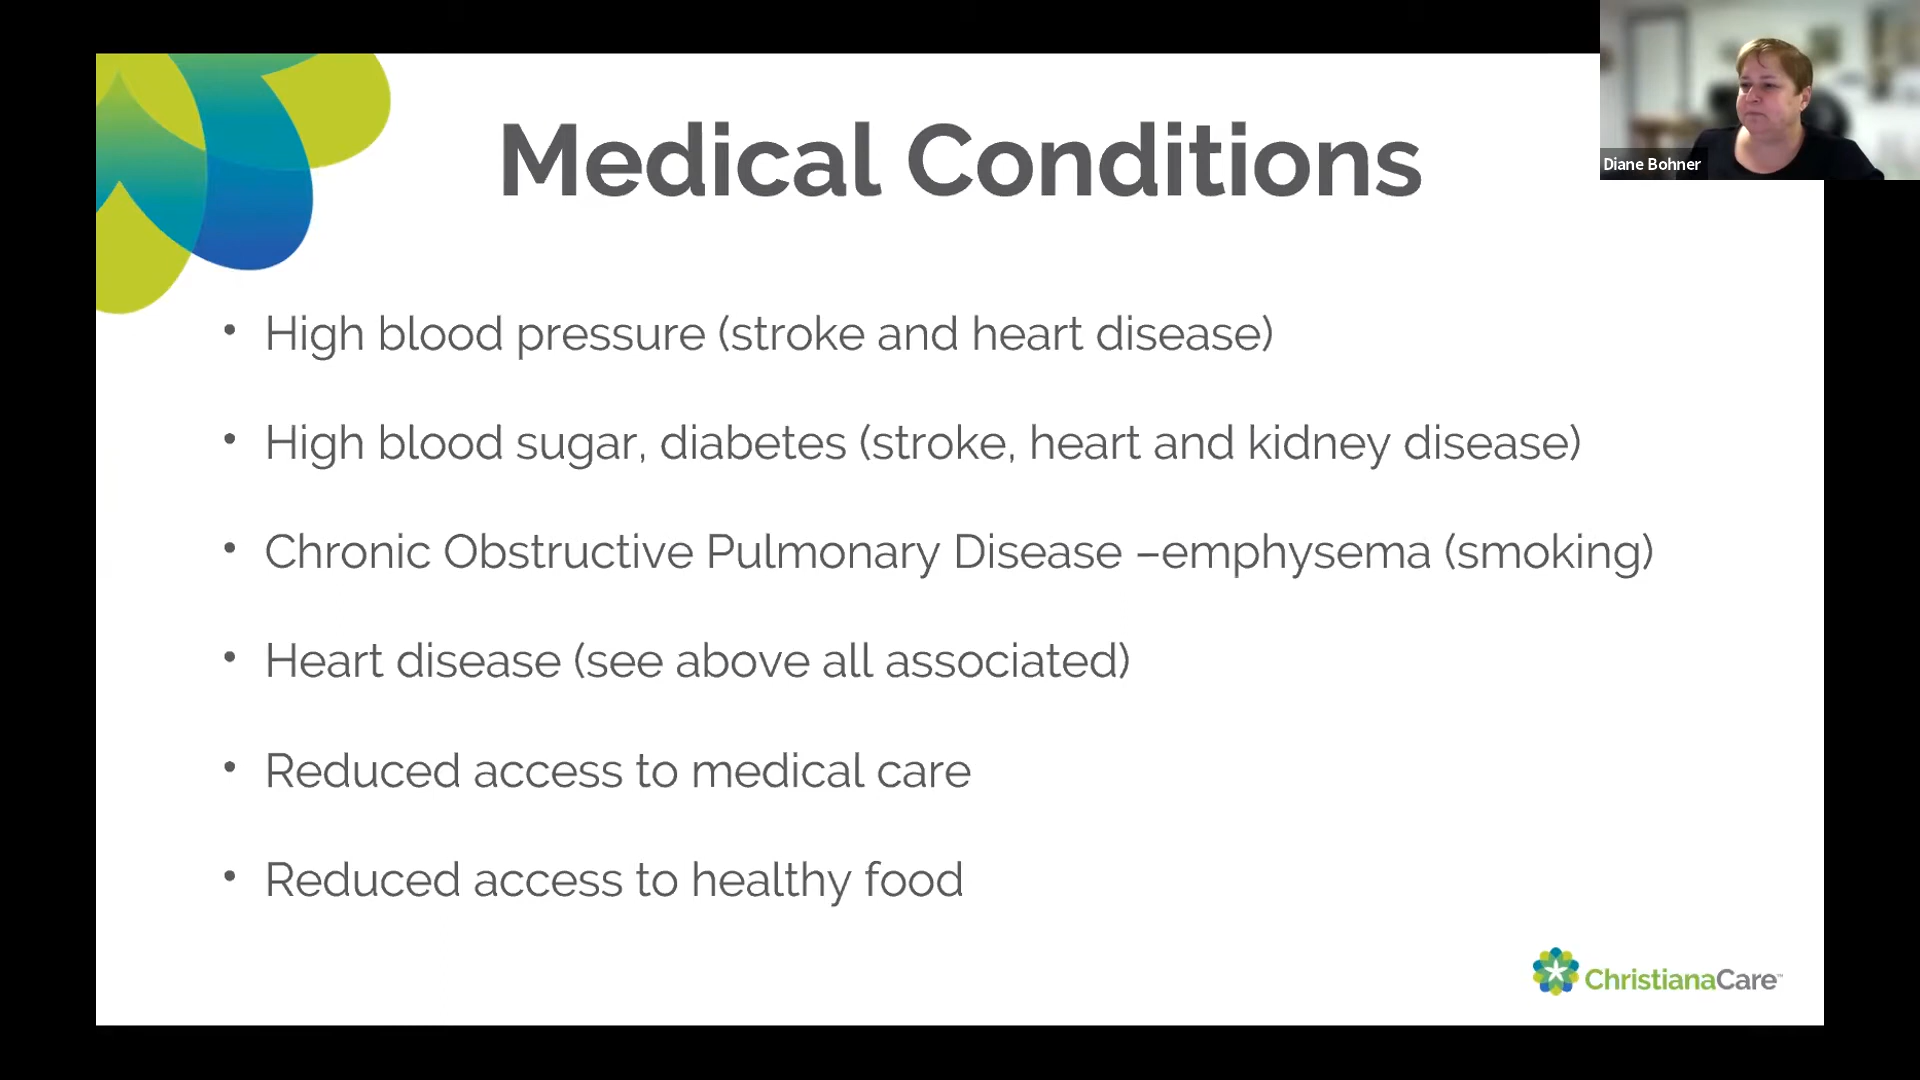 Medical Conditions
Diane Bohner
• High blood pressure (stroke and heart disease)
• High blood sugar, diabetes (stroke, heart and kidney disease)
• Chronic Obstructive Pulmonary Disease –emphysema (smoking)
• Heart disease (see above all associated)
• Reduced access to medical care
• Reduced access to healthy food
ChristianaCare™